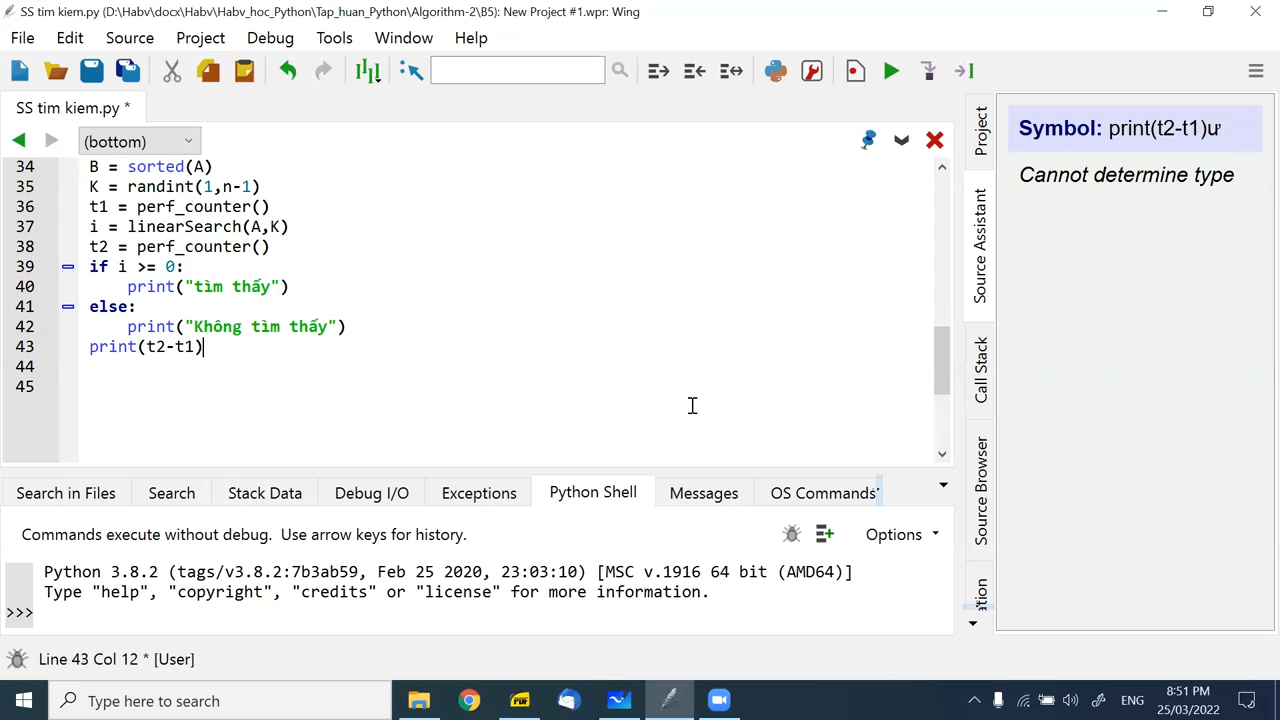 SS tim kiem.py (D:\Habv\docx\Habv\Habv_hoc_Python\Tap_huan_Python\Algorithm-2\B5): New Project #1.wpr: Wing
File Edit Source Project Debug Tools Window Help
SS tim kiem.py *
(bottom)
34 B = sorted(A)
35 K = randint(1,n-1)
36 t1 = perf_counter()
37 i = linearSearch(A,K)
38 t2 = perf_counter()
39 if i >= 0:
40 print("tìm thấy")
41 else:
42 print("Không tìm thấy")
43 print(t2-t1)
44
45
Project
Source Assistant
Call Stack
Source Browser
Symbol: print(t2-t1)ư
Cannot determine type
Search in Files Search Stack Data Debug I/O Exceptions Python Shell Messages OS Commands
Commands execute without debug. Use arrow keys for history.
Options
Python 3.8.2 (tags/v3.8.2:7b3ab59, Feb 25 2020, 23:03:10) [MSC v.1916 64 bit (AMD64)]
Type "help", "copyright", "credits" or "license" for more information.
>>>
Line 43 Col 12 * [User]
Type here to search
PDF
ENG
8:51 PM
25/03/2022